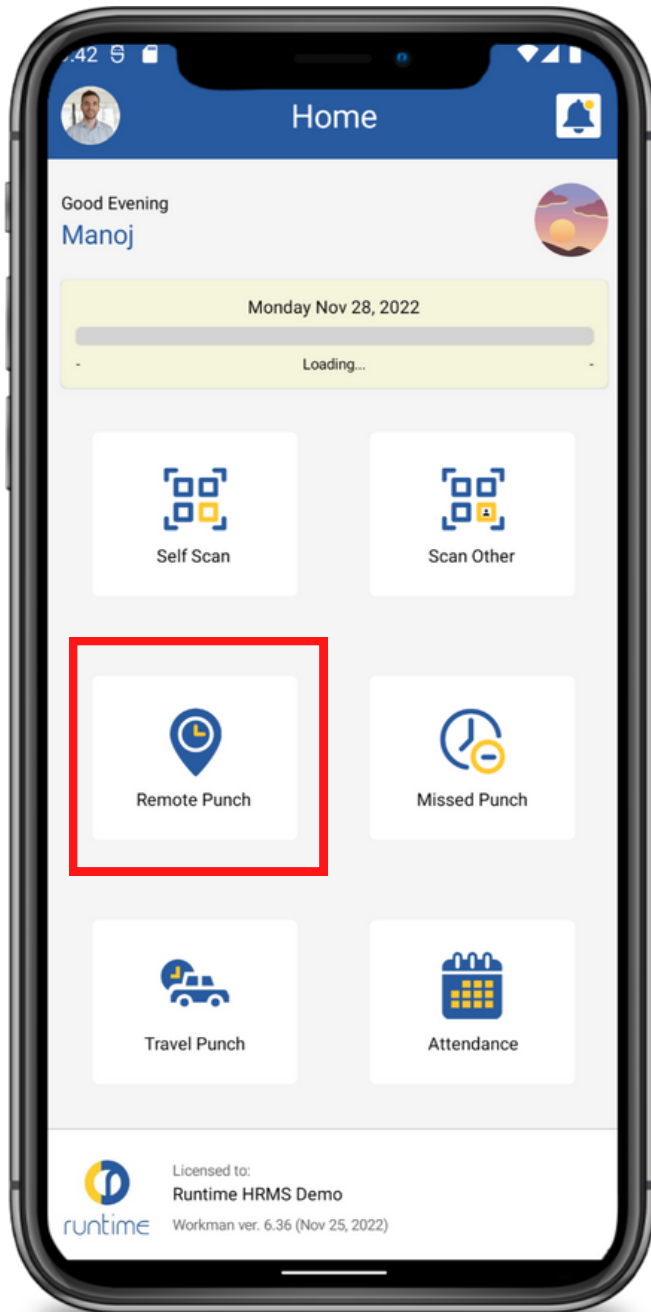 :42
Home
Good Evening
Manoj
Monday Nov 28, 2022
- Loading... -
Self Scan Scan Other
Remote Punch Missed Punch
Travel Punch Attendance
Licensed to:
Runtime HRMS Demo
runtime Workman ver. 6.36 (Nov 25, 2022)